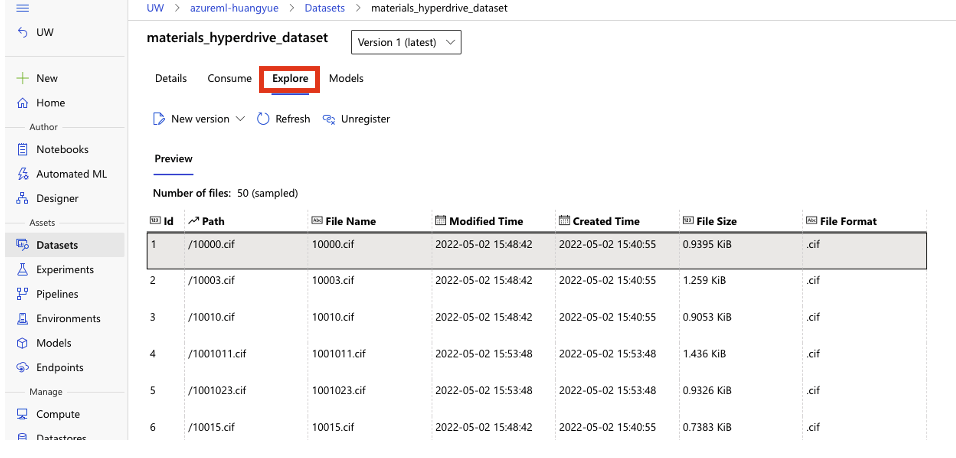 UW > azureml-huangyue > Datasets > materials_hyperdrive_dataset
UW
New
Home
Author
Notebooks
Automated ML
Designer
Assets
Datasets
Experiments
Pipelines
Environments
Models
Endpoints
Manage
Compute
Datastores
materials_hyperdrive_dataset
Version 1 (latest)
Details Consume Explore Models
New version Refresh Unregister
Preview
Number of files: 50 (sampled)
123 Id Path Abc File Name Modified Time Created Time 123 File Size Abc File Format
1 /10000.cif 10000.cif 2022-05-02 15:48:42 2022-05-02 15:40:55 0.9395 KiB .cif
2 /10003.cif 10003.cif 2022-05-02 15:48:42 2022-05-02 15:40:55 1.259 KiB .cif
3 /10010.cif 10010.cif 2022-05-02 15:48:42 2022-05-02 15:40:55 0.9053 KiB .cif
4 /1001011.cif 1001011.cif 2022-05-02 15:53:48 2022-05-02 15:53:48 1.436 KiB .cif
5 /1001023.cif 1001023.cif 2022-05-02 15:53:48 2022-05-02 15:53:48 0.9326 KiB .cif
6 /10015.cif 10015.cif 2022-05-02 15:48:42 2022-05-02 15:40:55 0.7383 KiB .cif